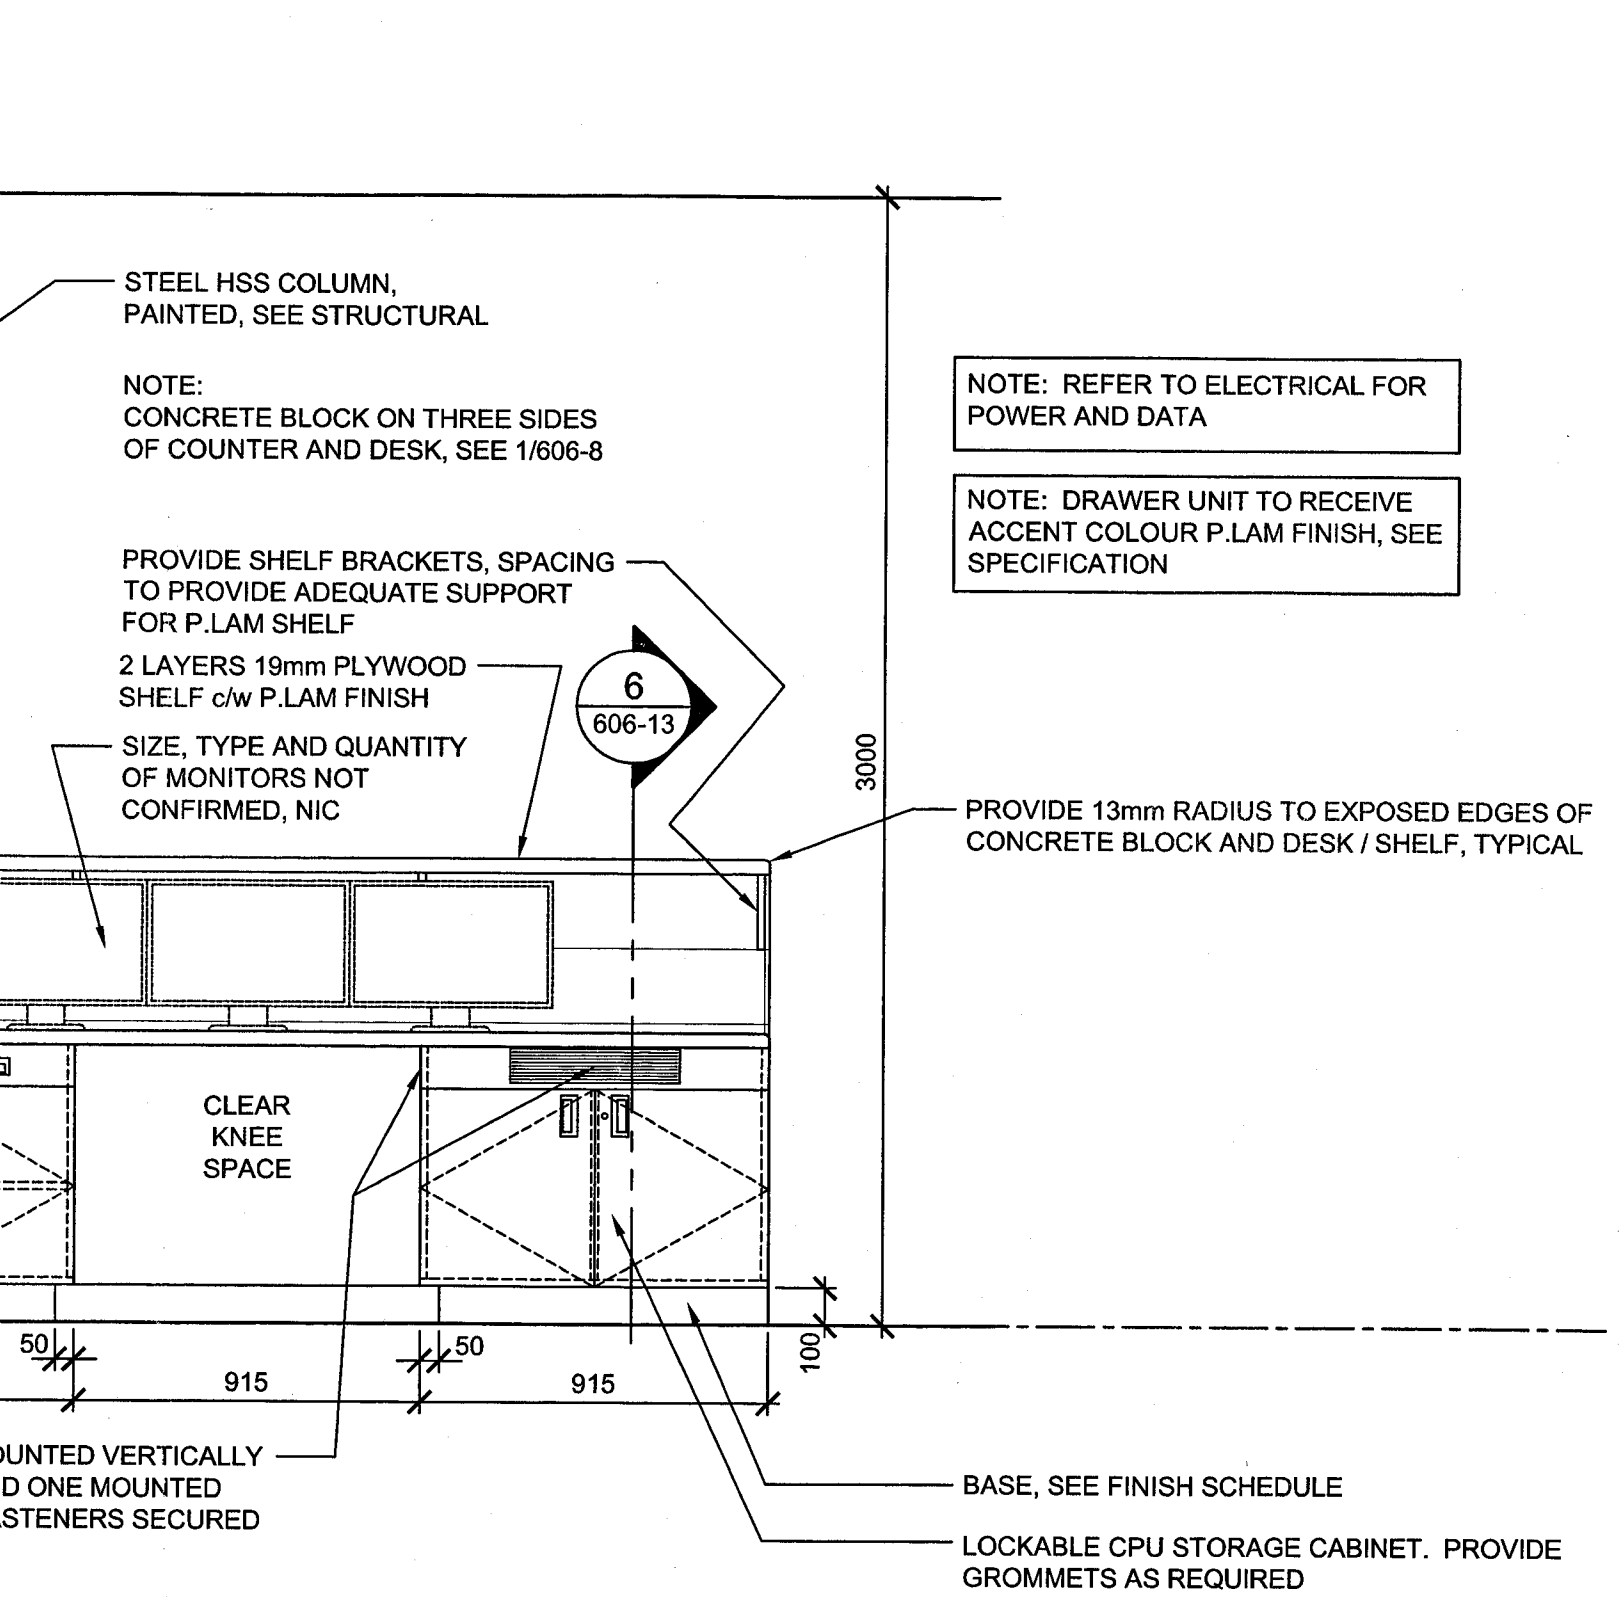 STEEL HSS COLUMN,
PAINTED, SEE STRUCTURAL
NOTE:
CONCRETE BLOCK ON THREE SIDES
OF COUNTER AND DESK, SEE 1/606-8
NOTE: REFER TO ELECTRICAL FOR
POWER AND DATA
NOTE: DRAWER UNIT TO RECEIVE
ACCENT COLOUR P.LAM FINISH, SEE
SPECIFICATION
PROVIDE SHELF BRACKETS, SPACING
TO PROVIDE ADEQUATE SUPPORT
FOR P.LAM SHELF
2 LAYERS 19mm PLYWOOD
SHELF c/w P.LAM FINISH
6
606-13
SIZE, TYPE AND QUANTITY
OF MONITORS NOT
CONFIRMED, NIC
3000
PROVIDE 13mm RADIUS TO EXPOSED EDGES OF
CONCRETE BLOCK AND DESK / SHELF, TYPICAL
CLEAR
KNEE
SPACE
50
50
100
915
915
MOUNTED VERTICALLY
ONE MOUNTED
SECURED
BASE, SEE FINISH SCHEDULE
LOCKABLE CPU STORAGE CABINET. PROVIDE
GROMMETS AS REQUIRED